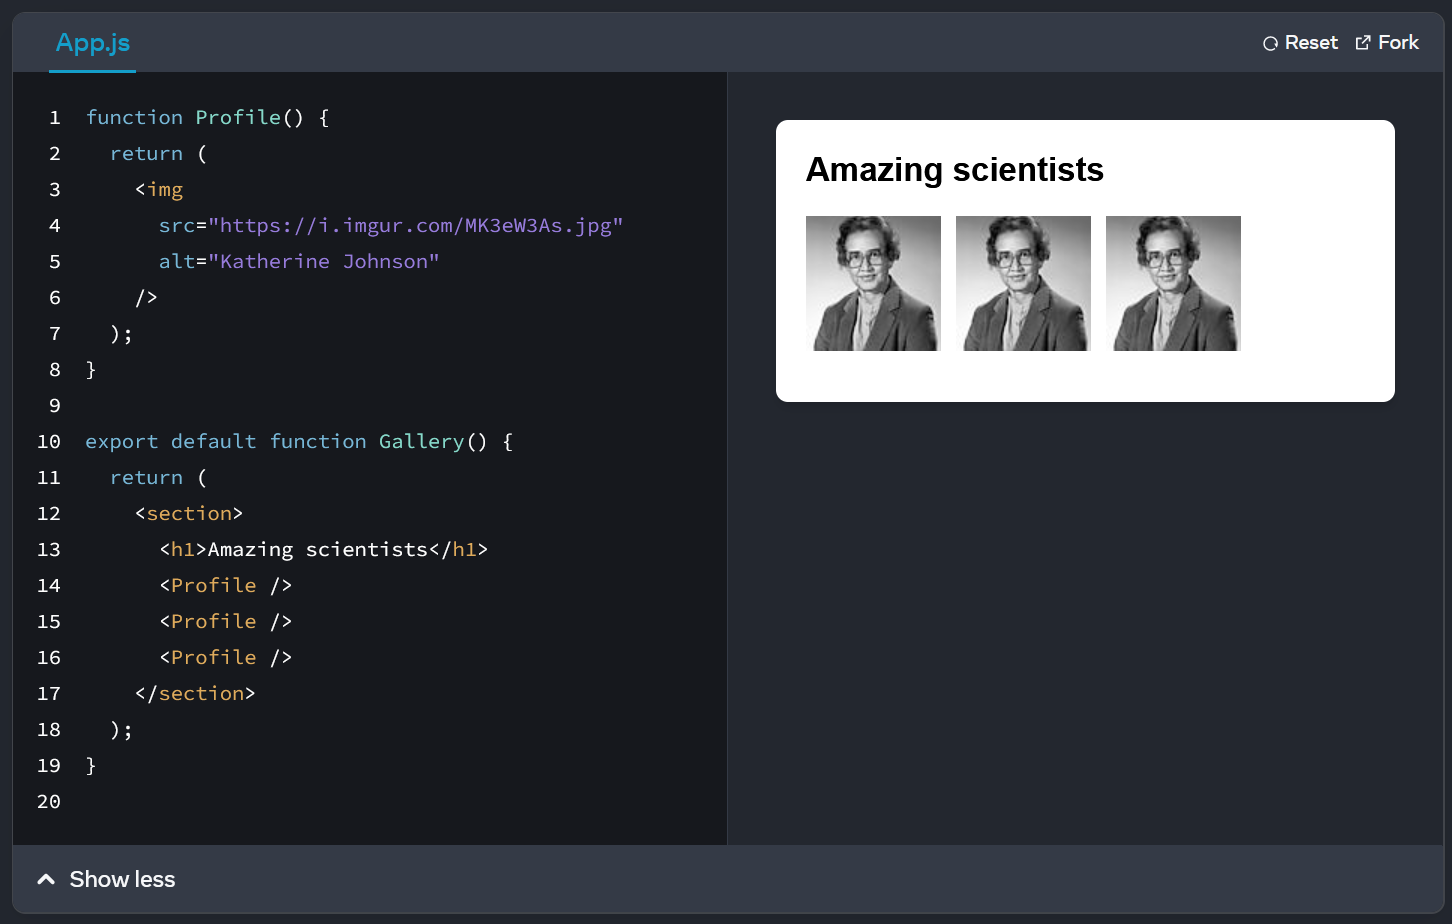 App.js
Reset Fork
1 function Profile() {
2   return (
3     <img
4       src="https://i.imgur.com/MK3eW3As.jpg"
5       alt="Katherine Johnson"
6     />
7   );
8 }
9
10 export default function Gallery() {
11   return (
12     <section>
13       <h1>Amazing scientists</h1>
14       <Profile />
15       <Profile />
16       <Profile />
17     </section>
18   );
19 }
20
Amazing scientists
Show less